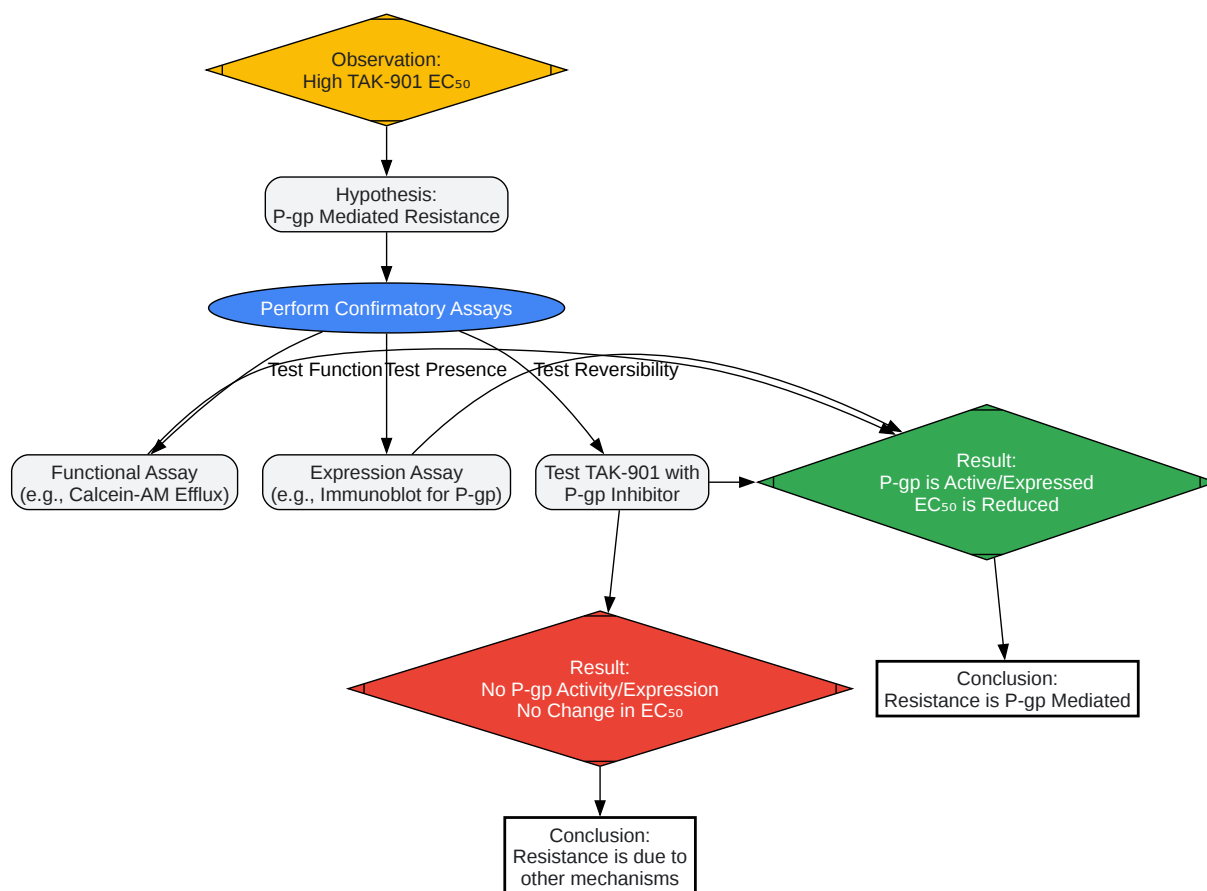 Observation:
High TAK-901 EC₅₀
Hypothesis:
P-gp Mediated Resistance
Perform Confirmatory Assays
Test Function
Test Presence
Test Reversibility
Functional Assay
(e.g., Calcein-AM Efflux)
Expression Assay
(e.g., Immunoblot for P-gp)
Test TAK-901 with
P-gp Inhibitor
Result:
P-gp is Active/Expressed
EC₅₀ is Reduced
Result:
No P-gp Activity/Expression
No Change in EC₅₀
Conclusion:
Resistance is P-gp Mediated
Conclusion:
Resistance is due to
other mechanisms